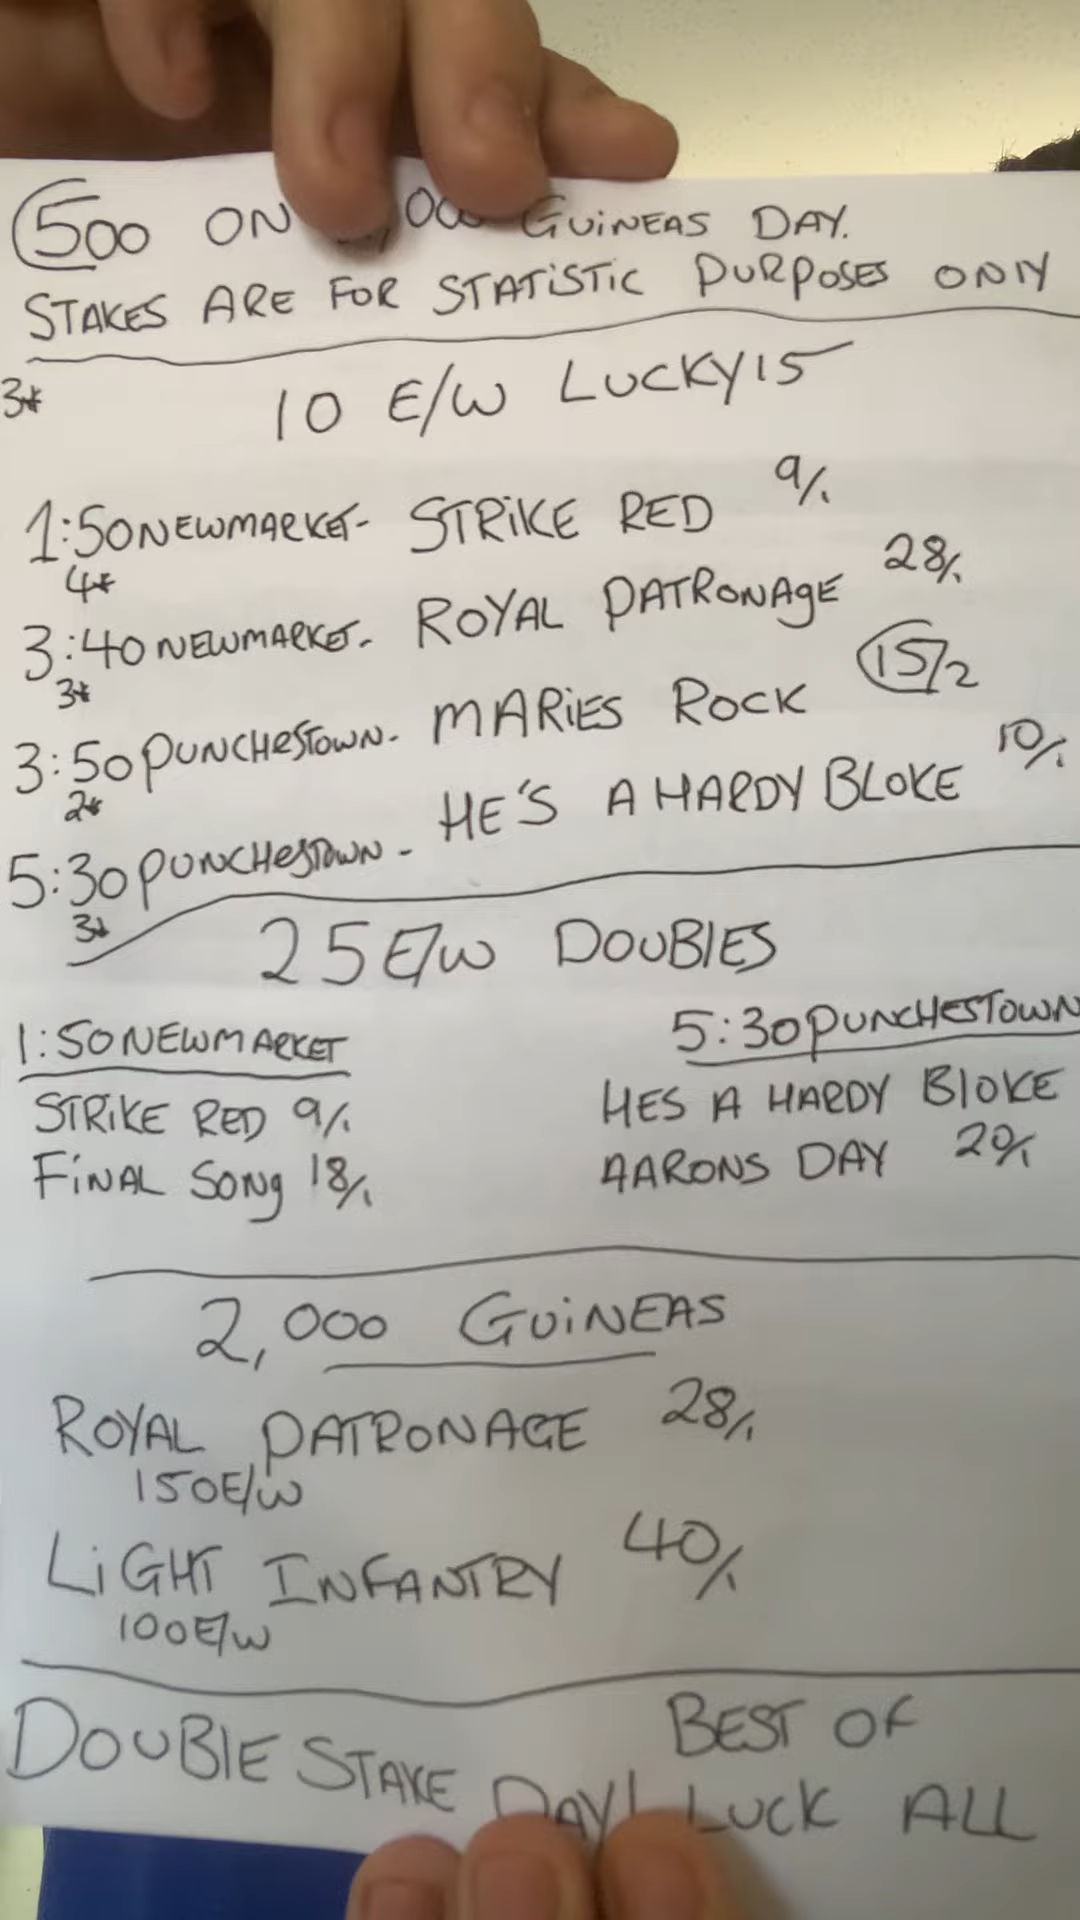 500 ON ,000 GUINEAS DAY.
STAKES ARE FOR STATISTIC PURPOSES ONLY
3* 10 E/W LUCKY15
1:50 NEWMARKET- STRIKE RED 9/1
4*
3:40 NEWMARKET- ROYAL PATRONAGE 28/1
3*
3:50 PUNCHESTOWN- MARIES ROCK 15/2
2*
5:30 PUNCHESTOWN- HE'S A HARDY BLOKE 10/1
3*
25 E/W DOUBLES
1:50 NEWMARKET
STRIKE RED 9/1
FINAL SONG 18/1
5:30 PUNCHESTOWN
HES A HARDY BLOKE
AARONS DAY 20/1
2,000 GUINEAS
ROYAL PATRONAGE 28/1
150E/W
LIGHT INFANTRY 40/1
100E/W
DOUBLE STAKE DAY!
BEST OF
LUCK ALL